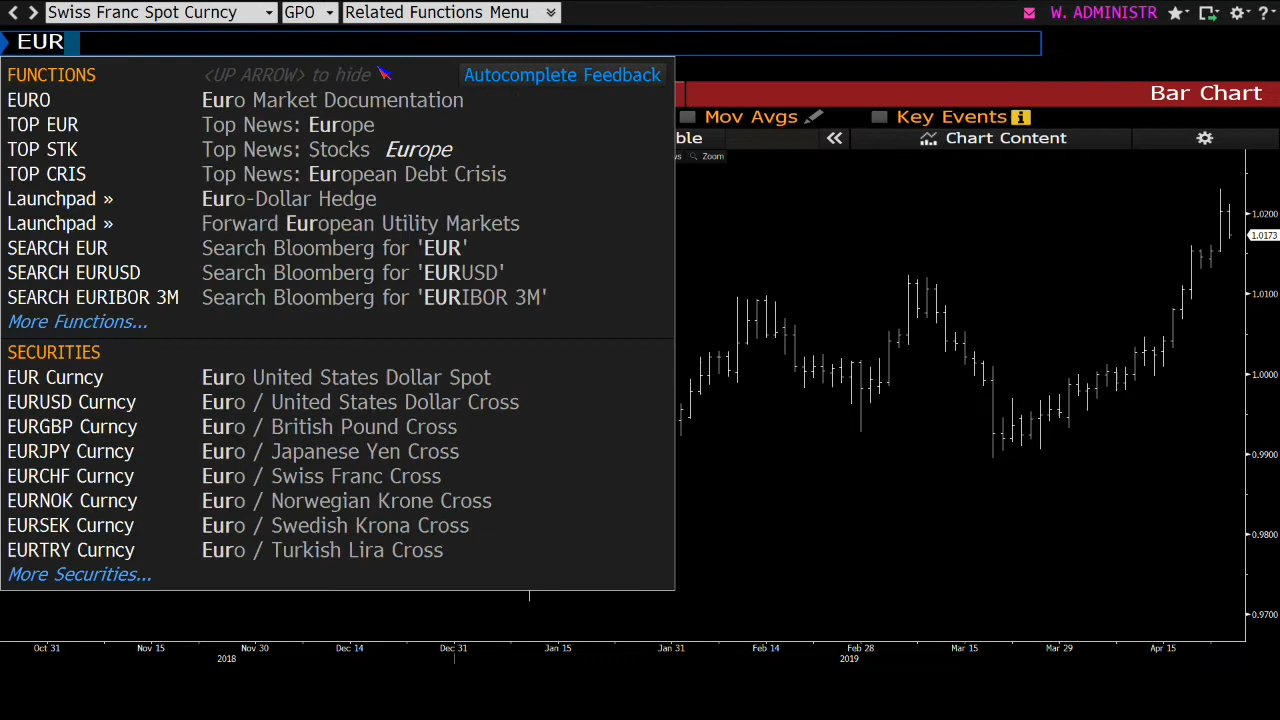 Swiss Franc Spot Curncy GPO Related Functions Menu W. ADMINISTR ?
EUR
FUNCTIONS <UP ARROW> to hide Autocomplete Feedback
EURO Euro Market Documentation
TOP EUR Top News: Europe
TOP STK Top News: Stocks Europe
TOP CRIS Top News: European Debt Crisis
Launchpad » Euro-Dollar Hedge
Launchpad » Forward European Utility Markets
SEARCH EUR Search Bloomberg for 'EUR'
SEARCH EURUSD Search Bloomberg for 'EURUSD'
SEARCH EURIBOR 3M Search Bloomberg for 'EURIBOR 3M'
More Functions...
SECURITIES
EUR Curncy Euro United States Dollar Spot
EURUSD Curncy Euro / United States Dollar Cross
EURGBP Curncy Euro / British Pound Cross
EURJPY Curncy Euro / Japanese Yen Cross
EURCHF Curncy Euro / Swiss Franc Cross
EURNOK Curncy Euro / Norwegian Krone Cross
EURSEK Curncy Euro / Swedish Krona Cross
EURTRY Curncy Euro / Turkish Lira Cross
More Securities...
Bar Chart
Mov Avgs Key Events
ble « Chart Content
ws Zoom
1.0200
1.0173
1.0100
1.0000
0.9900
0.9800
0.9700
Oct 31 Nov 15 Nov 30 Dec 14 Dec 31 Jan 15 Jan 31 Feb 14 Feb 28 Mar 15 Mar 29 Apr 15
2018 2019